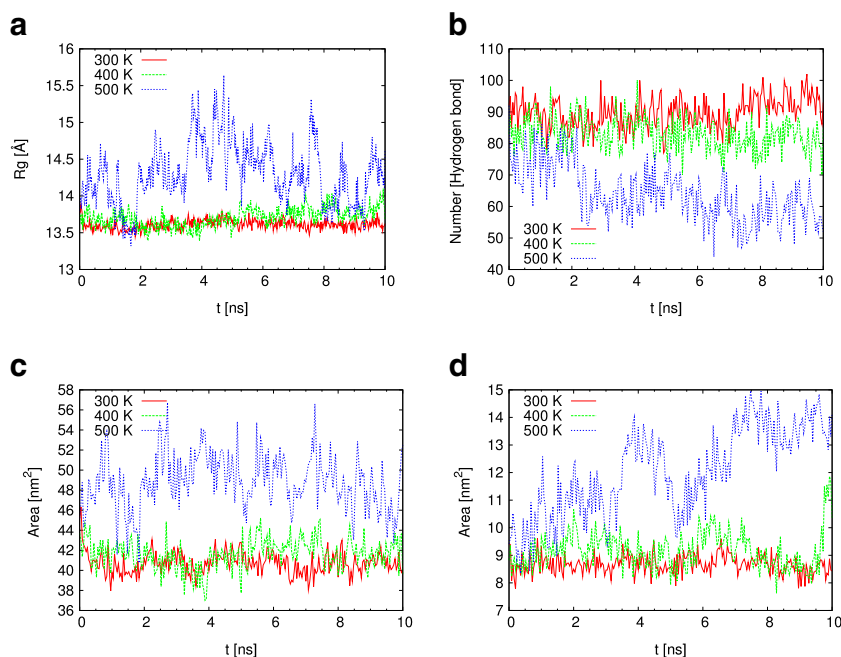 a
16
15.5
15
14.5
14
13.5
13
0 2 4 6 8 10
Rg [Å]
t [ns]
300 K
400 K
500 K
b
110
100
90
80
70
60
50
40
0 2 4 6 8 10
Number [Hydrogen bond]
t [ns]
300 K
400 K
500 K
c
58
56
54
52
50
48
46
44
42
40
38
36
0 2 4 6 8 10
Area [nm²]
t [ns]
300 K
400 K
500 K
d
15
14
13
12
11
10
9
8
7
0 2 4 6 8 10
Area [nm²]
t [ns]
300 K
400 K
500 K